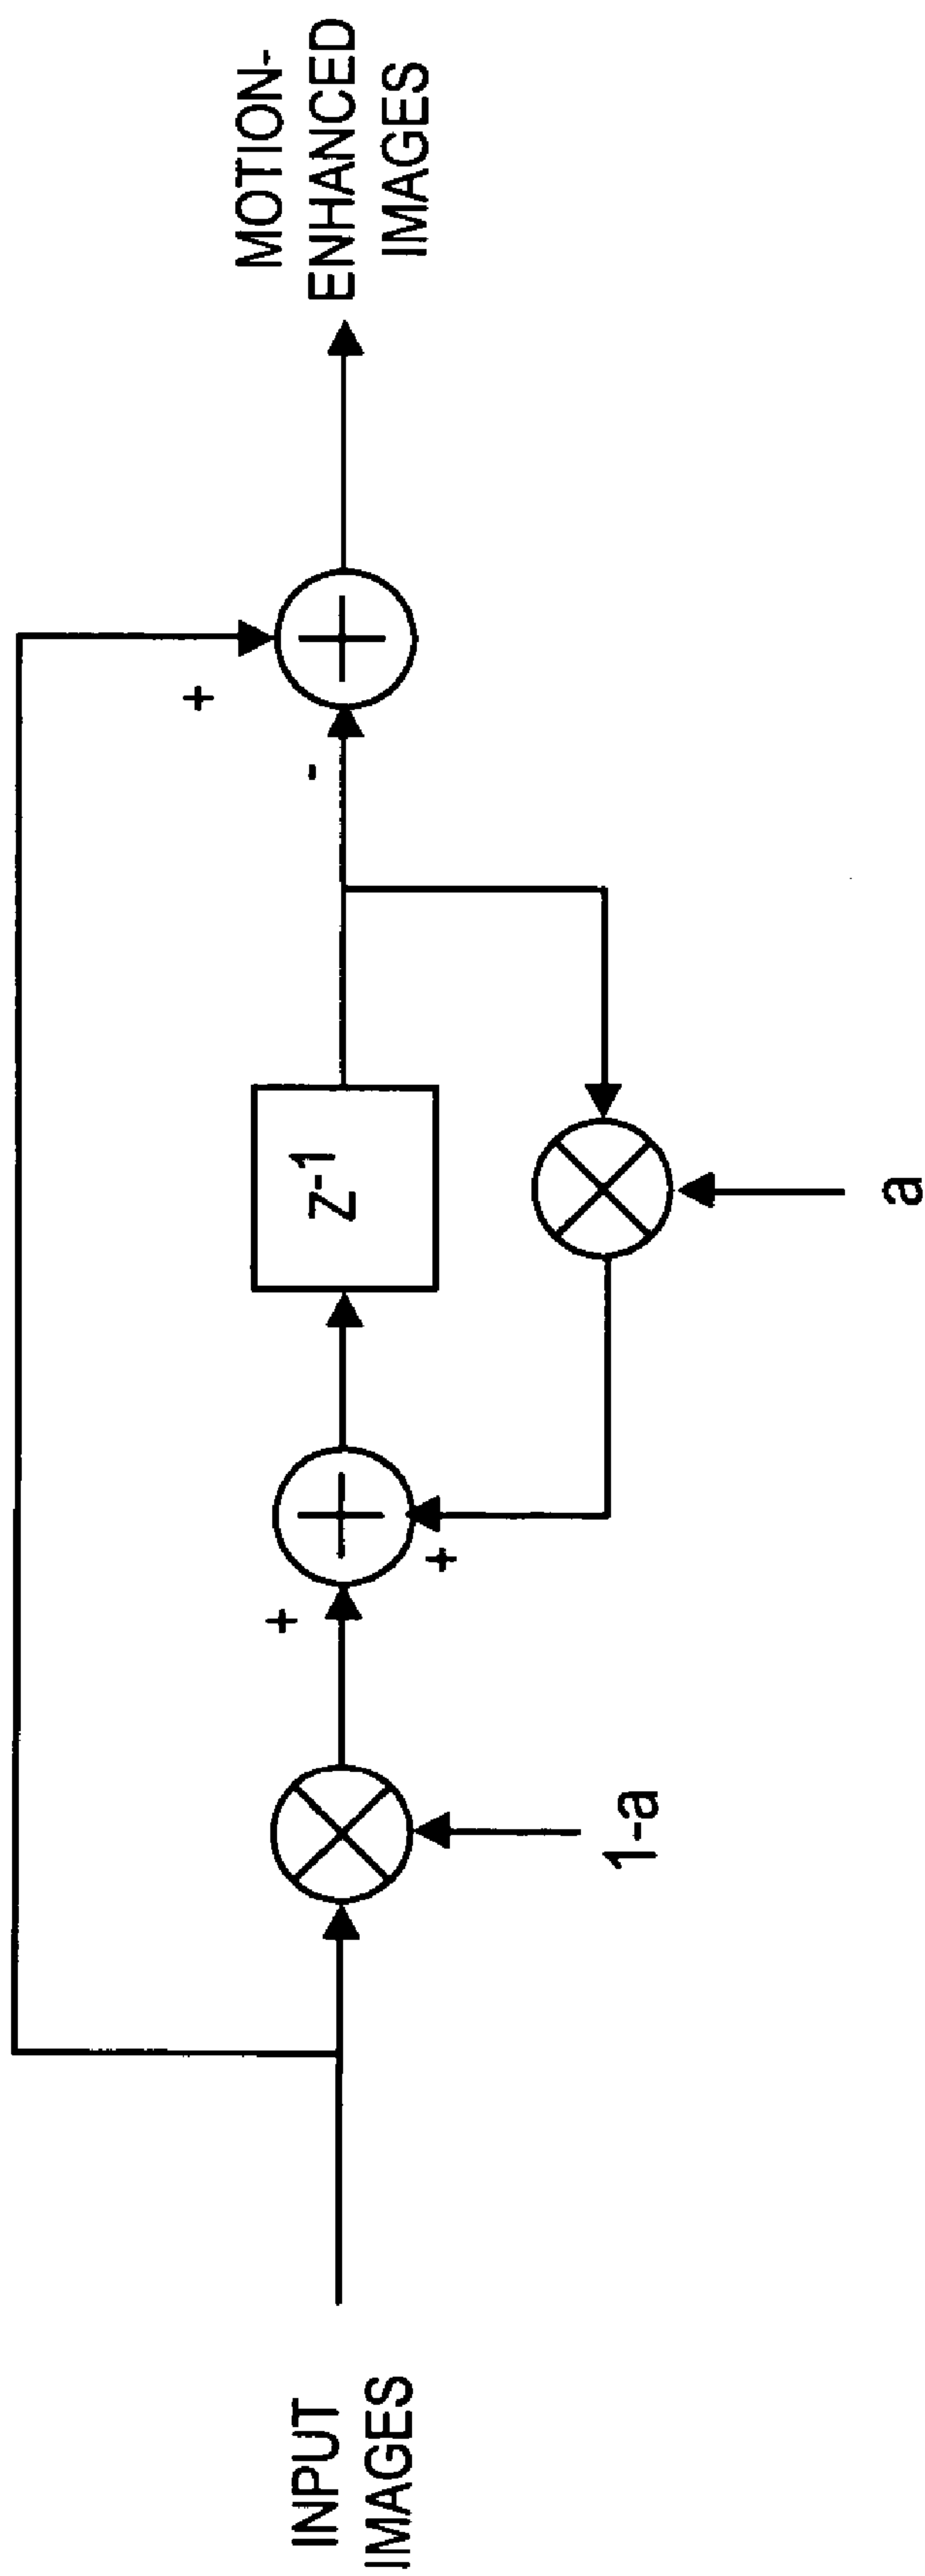 INPUT
IMAGES
1-a
+
+
z-1
a
-
+
MOTION-
ENHANCED
IMAGES